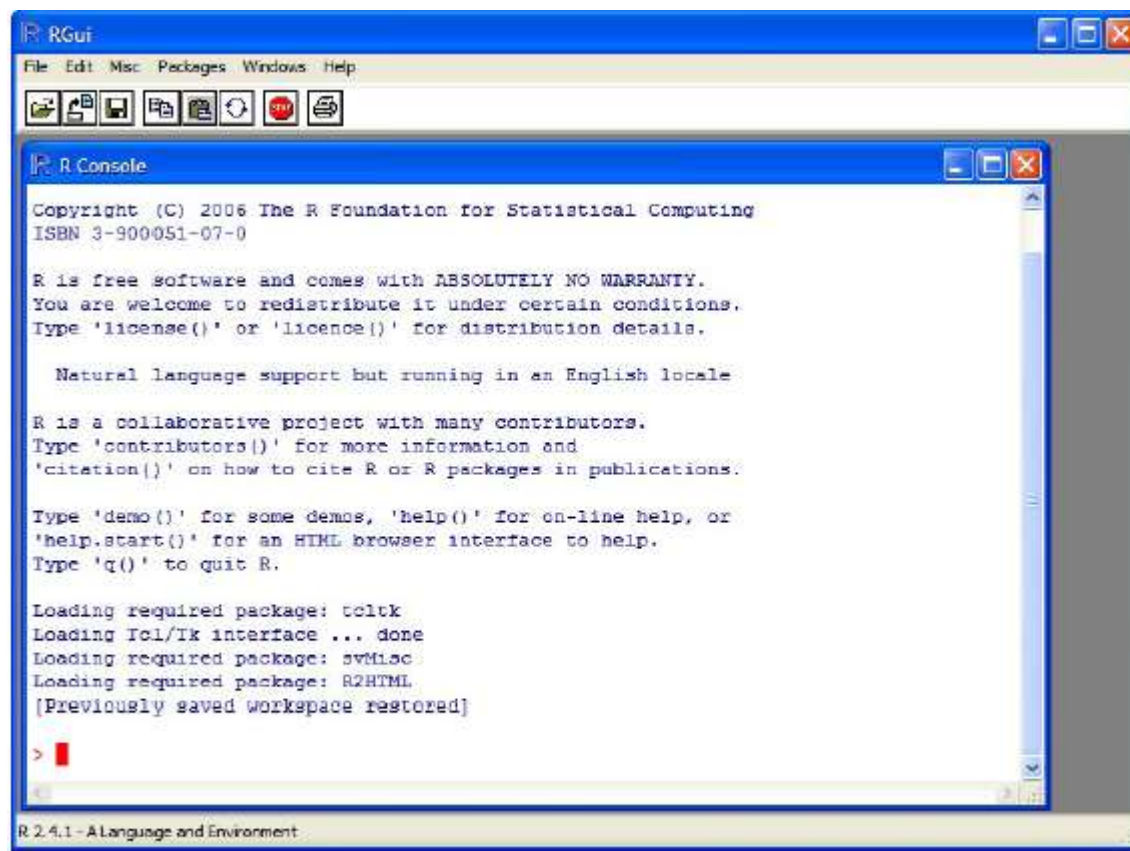 RGui
File Edit Misc Packages Windows Help
STOP
R Console
Copyright (C) 2006 The R Foundation for Statistical Computing
ISBN 3-900051-07-0
R is free software and comes with ABSOLUTELY NO WARRANTY.
You are welcome to redistribute it under certain conditions.
Type 'license()' or 'licence()' for distribution details.
Natural language support but running in an English locale
R is a collaborative project with many contributors.
Type 'contributors()' for more information and
'citation()' on how to cite R or R packages in publications.
Type 'demo()' for some demos, 'help()' for on-line help, or
'help.start()' for an HTML browser interface to help.
Type 'q()' to quit R.
Loading required package: tcltk
Loading Tcl/Tk interface ... done
Loading required package: svMisc
Loading required package: R2HTML
[Previously saved workspace restored]
>
R 2.4.1 - A Language and Environment